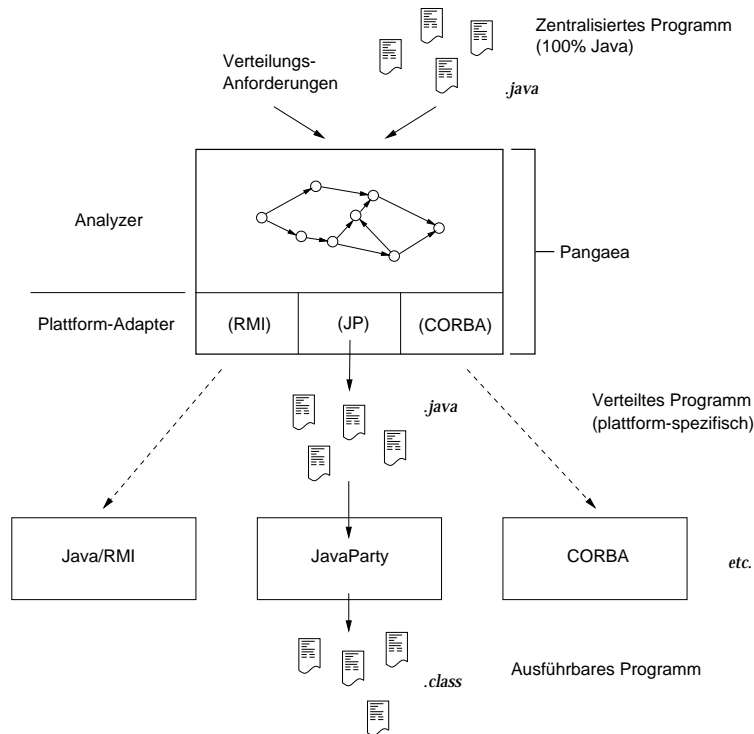 Zentralisiertes Programm
(100% Java)
Verteilungs-
Anforderungen
.java
Analyzer
Pangaea
Plattform-Adapter
(RMI)
(JP)
(CORBA)
.java
Verteiltes Programm
(plattform-spezifisch)
Java/RMI
JavaParty
CORBA
etc.
.class
Ausführbares Programm